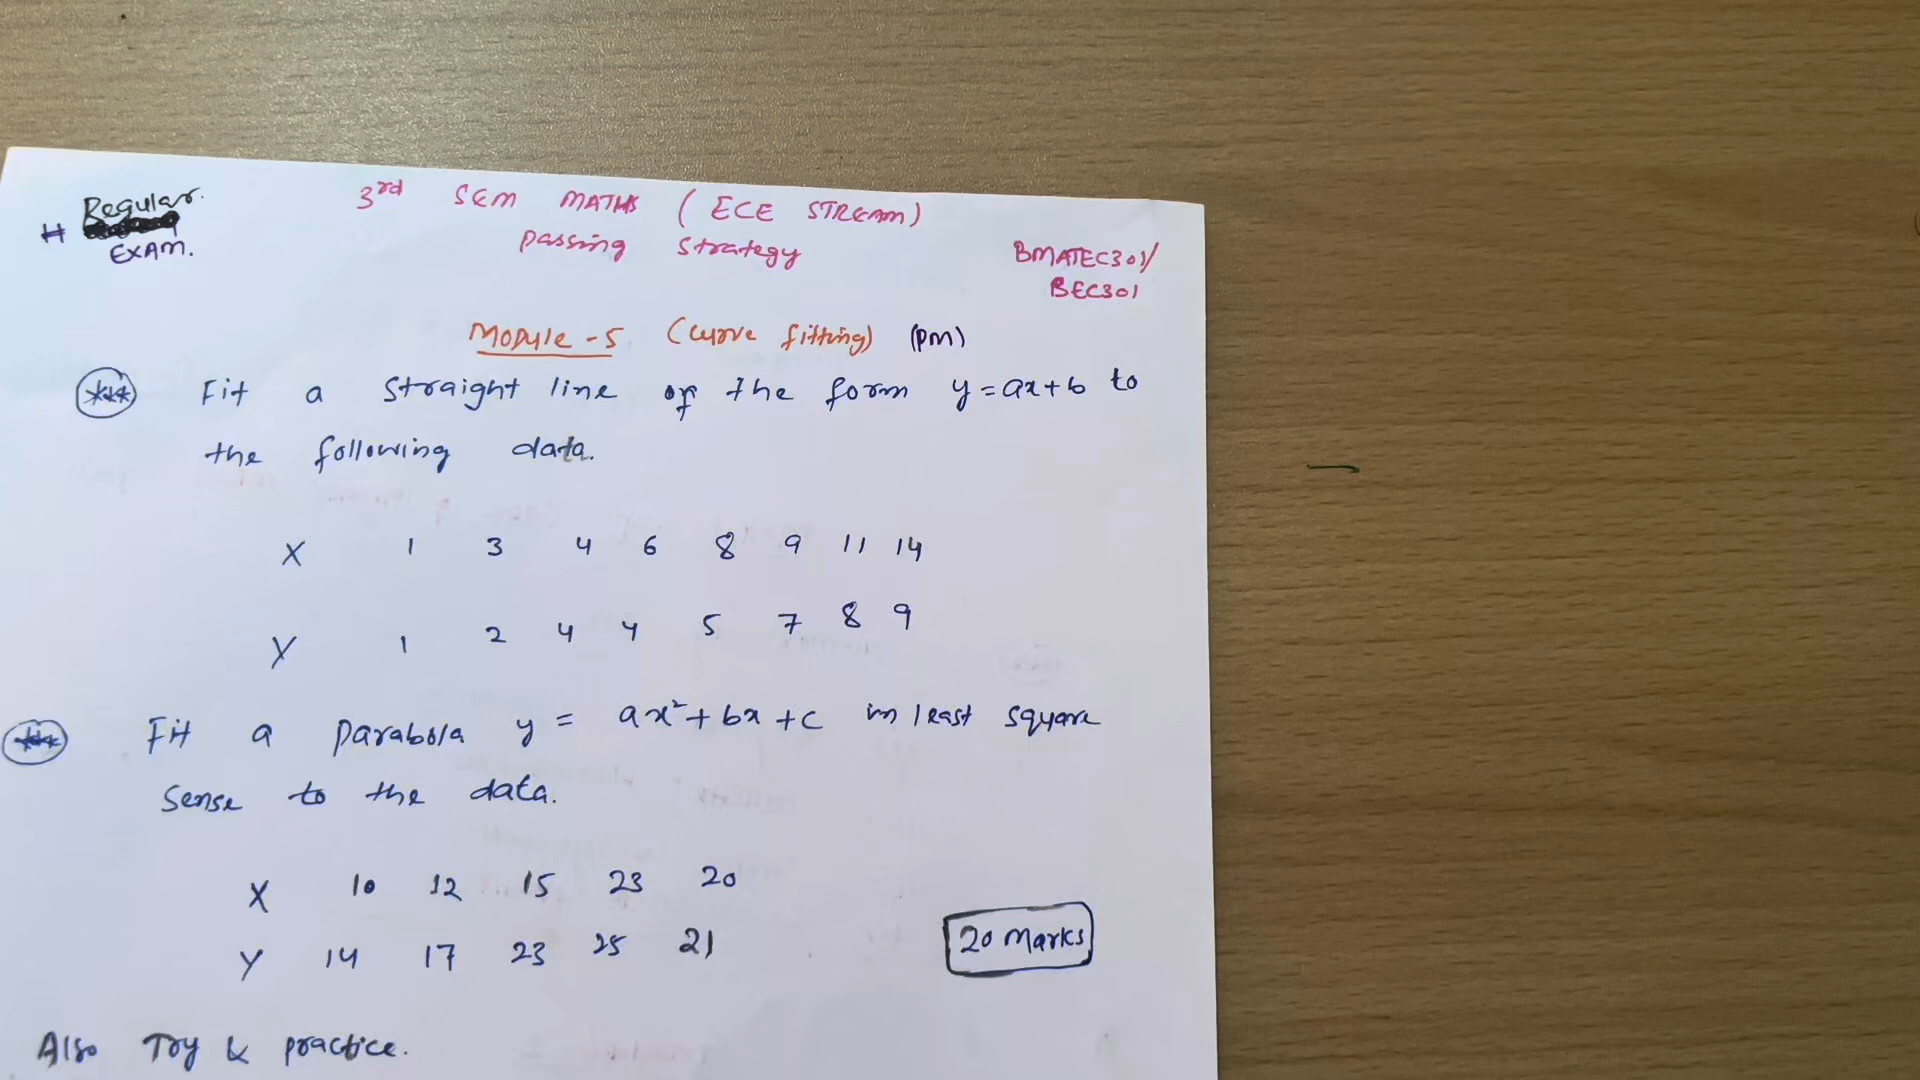 Regular.
EXAM.
3rd SEM MATHS (ECE STREAM)
Passing Strategy
BMATEC301/
BEC301
Module-5 (Curve fitting) (pm)
*** Fit a straight line of the form y=ax+b to
the following data.
X 1 3 4 6 8 9 11 14
Y 1 2 4 4 5 7 8 9
*** Fit a parabola y = ax²+bx+c in least square
sense to the data.
X 10 12 15 23 20
Y 14 17 23 25 21
20 Marks
Also Try & practice.